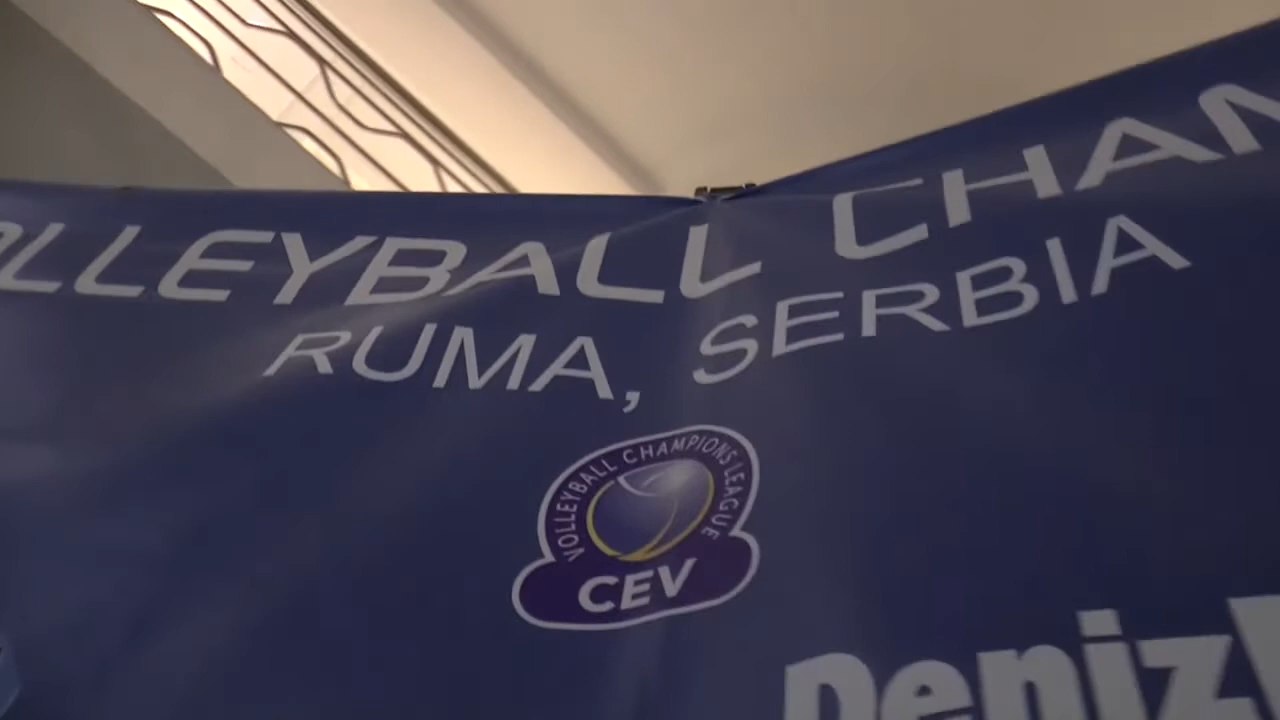 OLLEYBALL CHAM
RUMA, SERBIA
VOLLEYBALL CHAMPIONS LEAGUE
CEV
Deniz